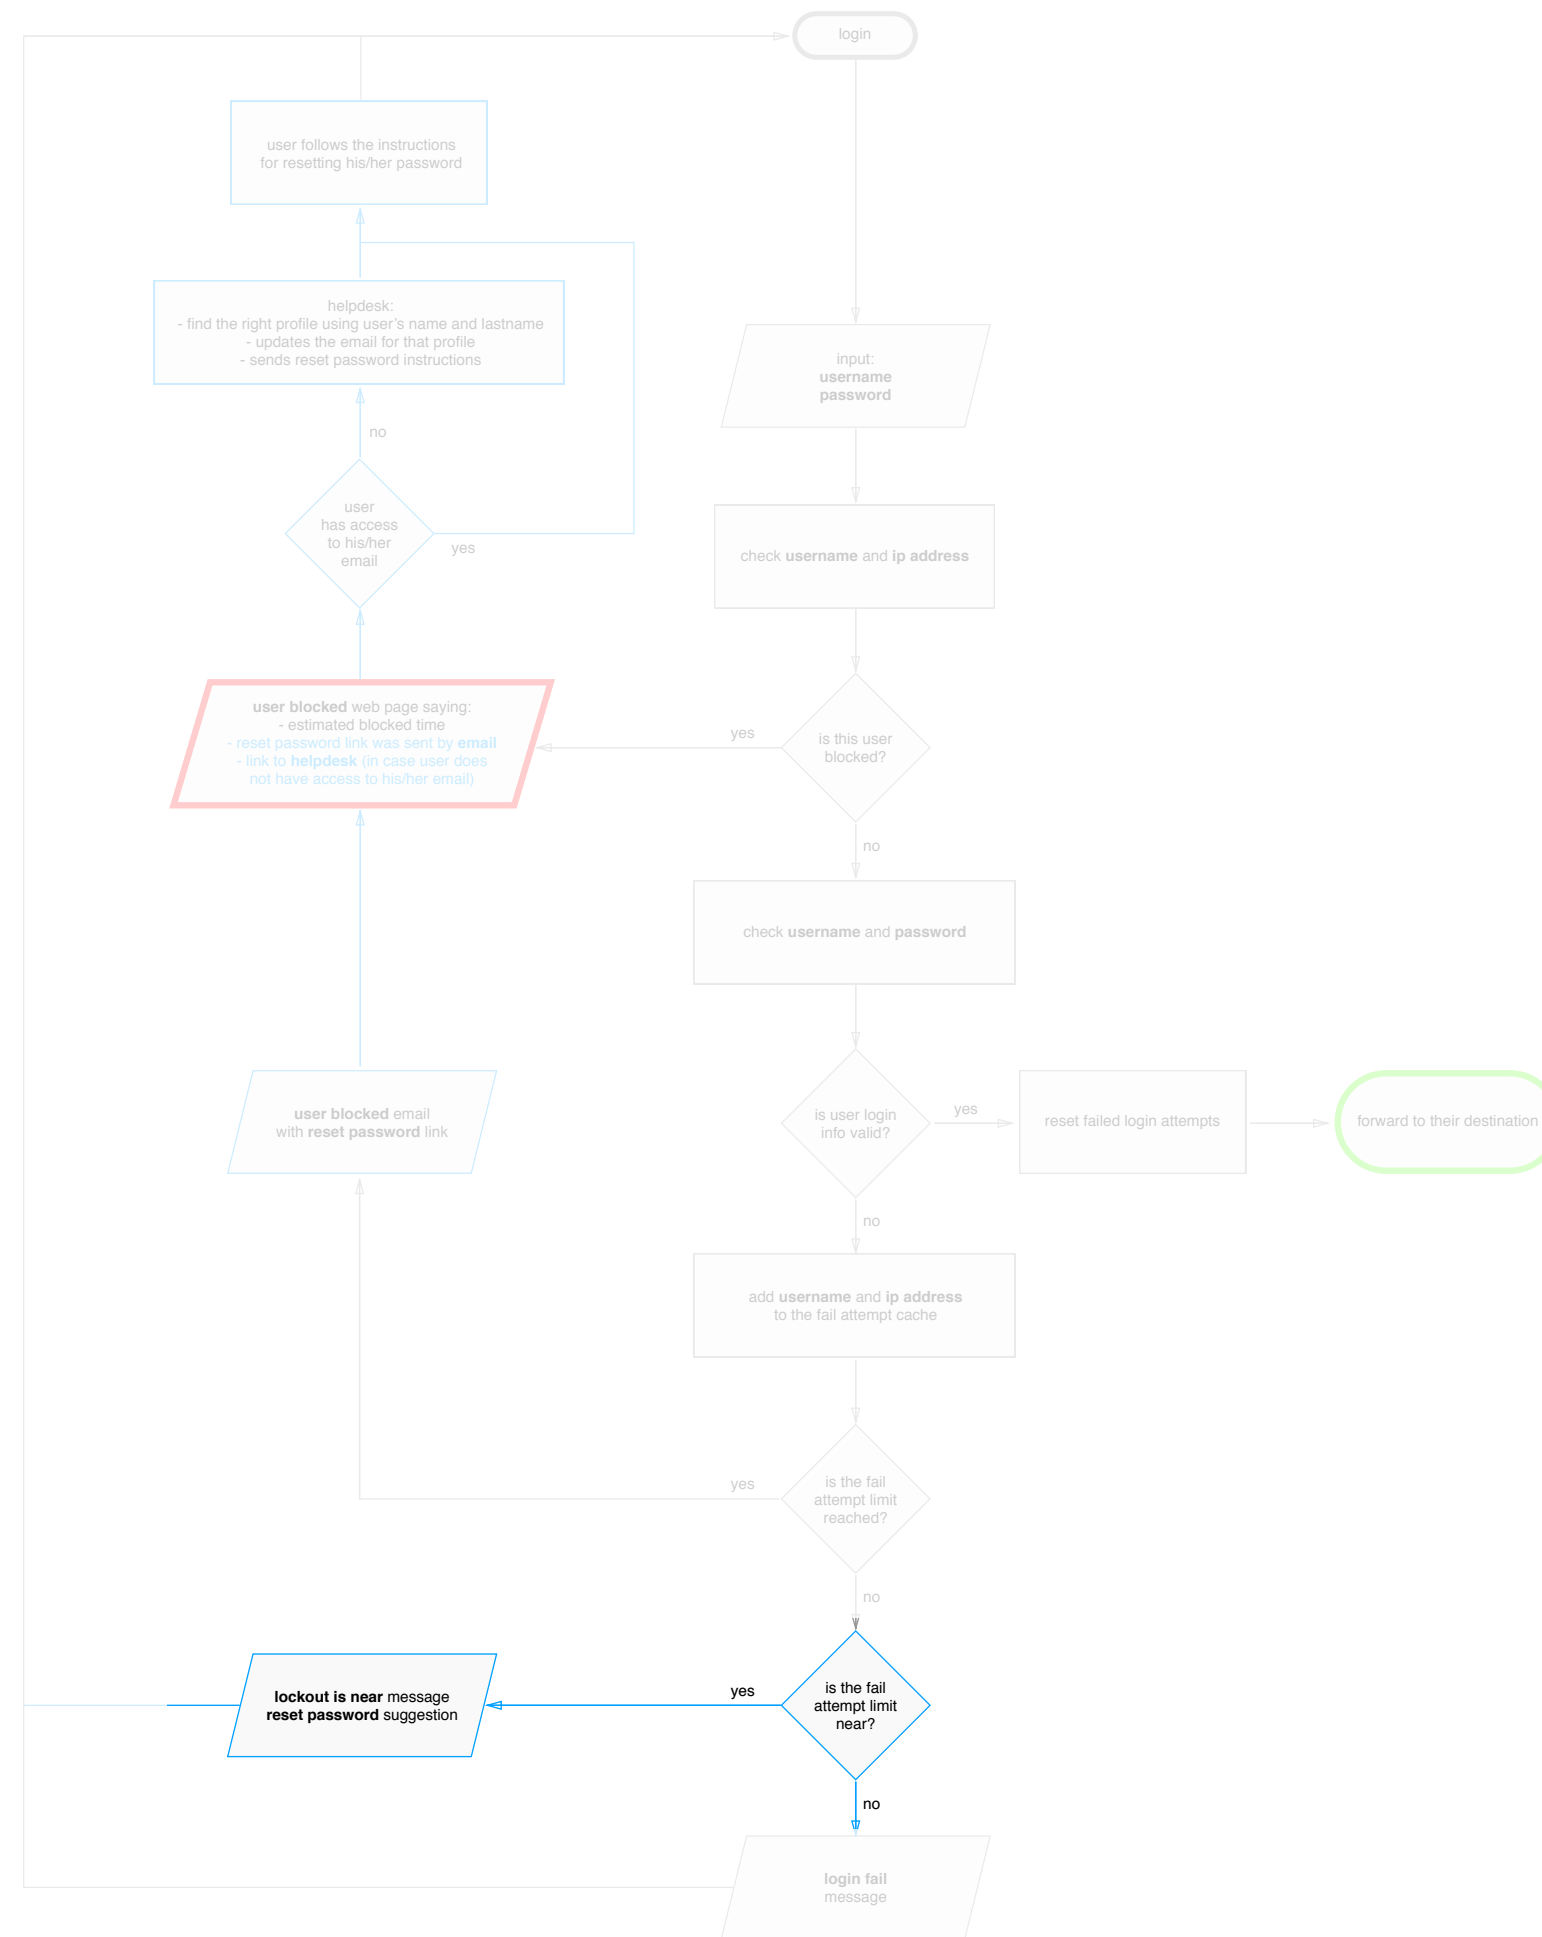 login
user follows the instructions
for resetting his/her password
helpdesk:
- find the right profile using user’s name and lastname
- updates the email for that profile
- sends reset password instructions
input:
username
password
no
user
has access
to his/her
email
yes
check username and ip address
user blocked web page saying:
- estimated blocked time
- reset password link was sent by email
- link to helpdesk (in case user does
not have access to his/her email)
yes
is this user
blocked?
no
check username and password
user blocked email
with reset password link
is user login
info valid?
yes
reset failed login attempts
forward to their destination
no
add username and ip address
to the fail attempt cache
yes
is the fail
attempt limit
reached?
no
lockout is near message
reset password suggestion
yes
is the fail
attempt limit
near?
no
login fail
message